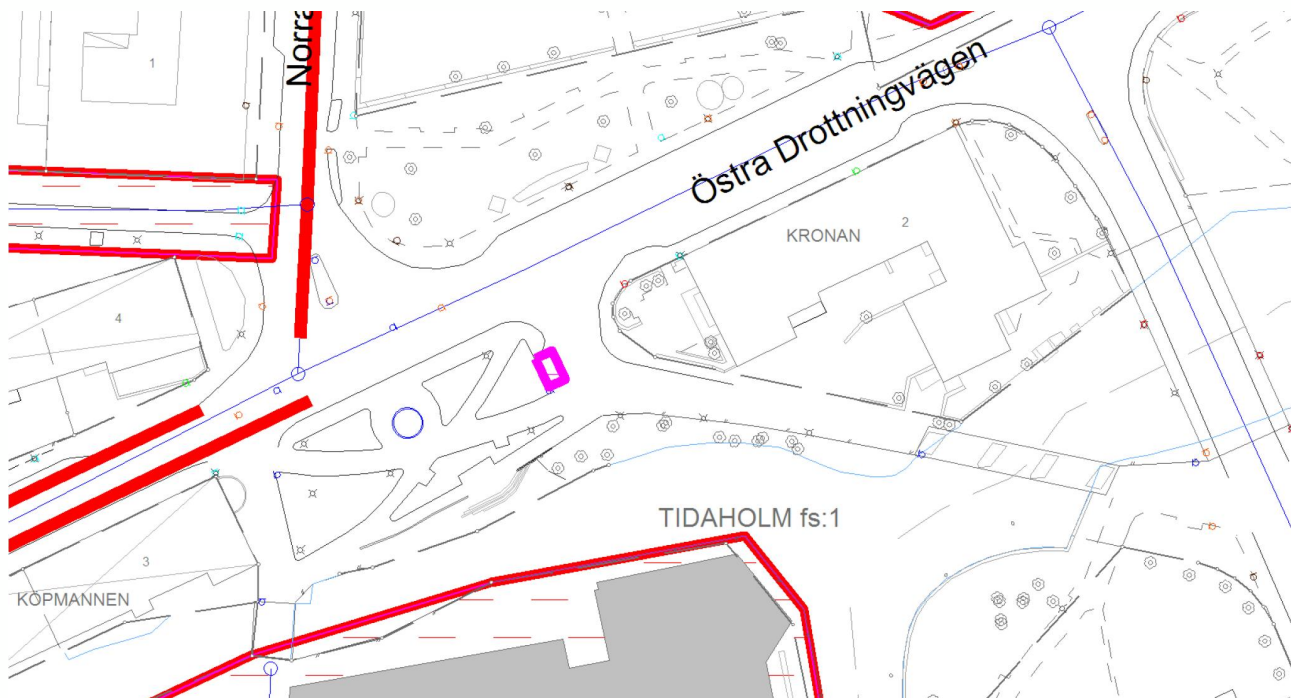 1
Norra
Östra Drottningvägen
KRONAN
2
4
TIDAHOLM fs:1
3
KÖPMANNEN